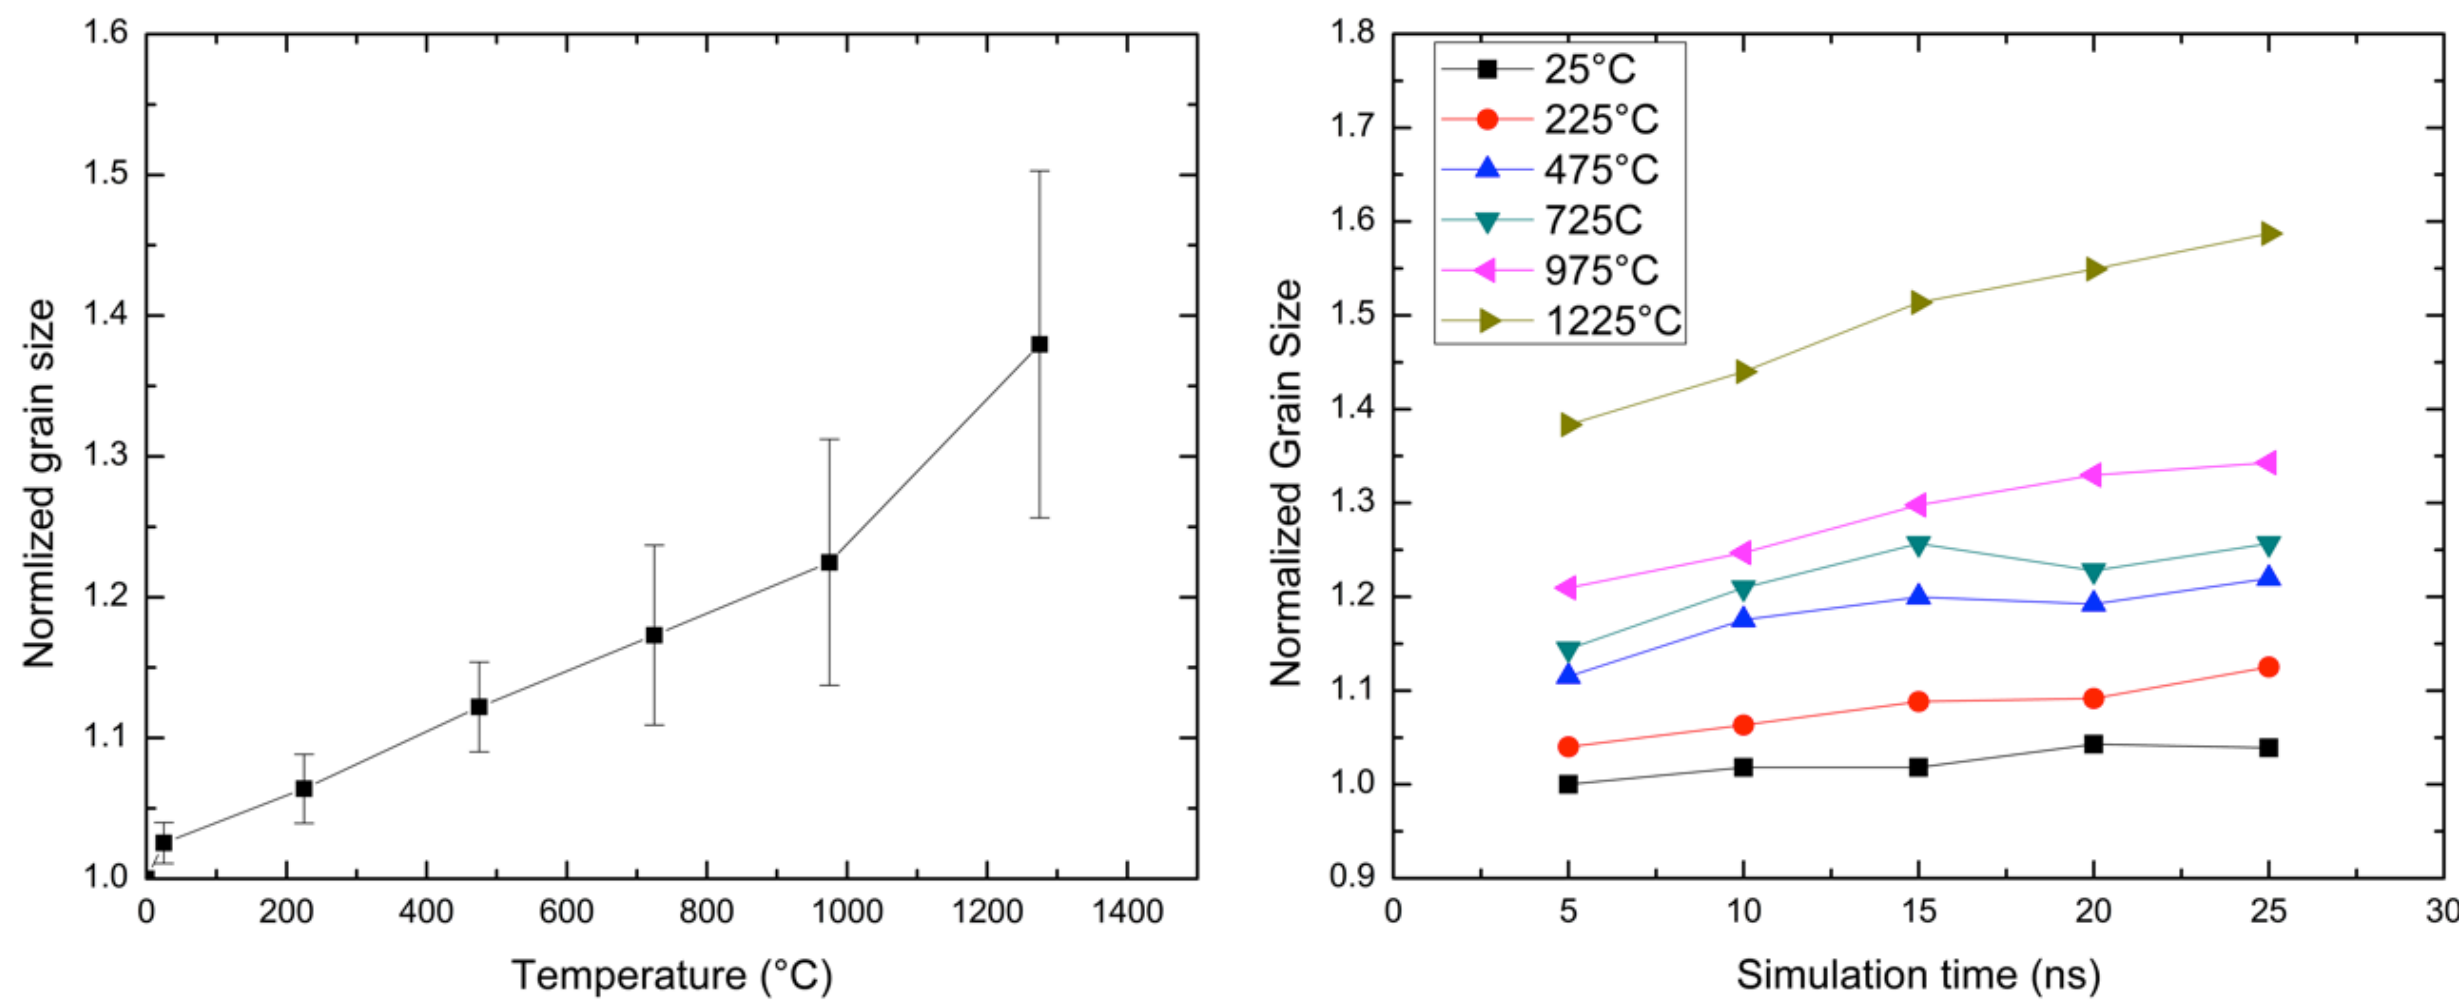 1.6
1.5
1.4
1.3
1.2
1.1
1.0
Normlized grain size
0 200 400 600 800 1000 1200 1400
Temperature (°C)
1.8
1.7
1.6
1.5
1.4
1.3
1.2
1.1
1.0
0.9
Normalized Grain Size
25°C
225°C
475°C
725C
975°C
1225°C
0 5 10 15 20 25 30
Simulation time (ns)